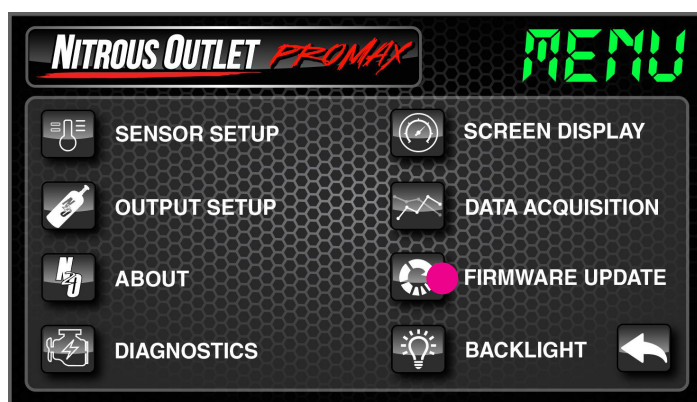 NITROUS OUTLET PROMAX
MENU
SENSOR SETUP
OUTPUT SETUP
ABOUT
DIAGNOSTICS
SCREEN DISPLAY
DATA ACQUISITION
FIRMWARE UPDATE
BACKLIGHT